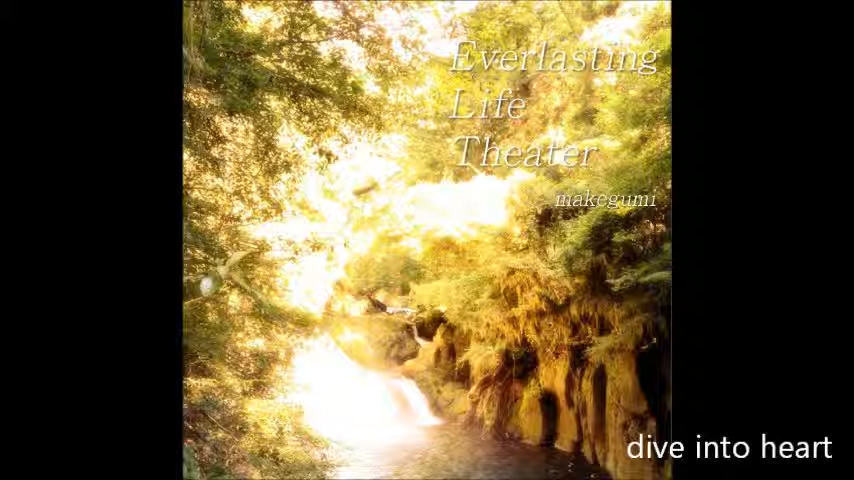 Everlasting
Life
Theater
makegumi
dive into heart